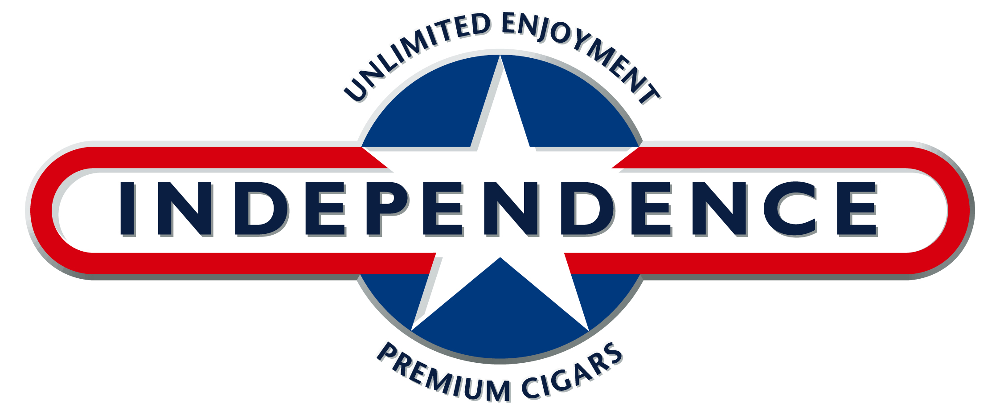 UNLIMITED ENJOYMENT
INDEPENDENCE
PREMIUM CIGARS